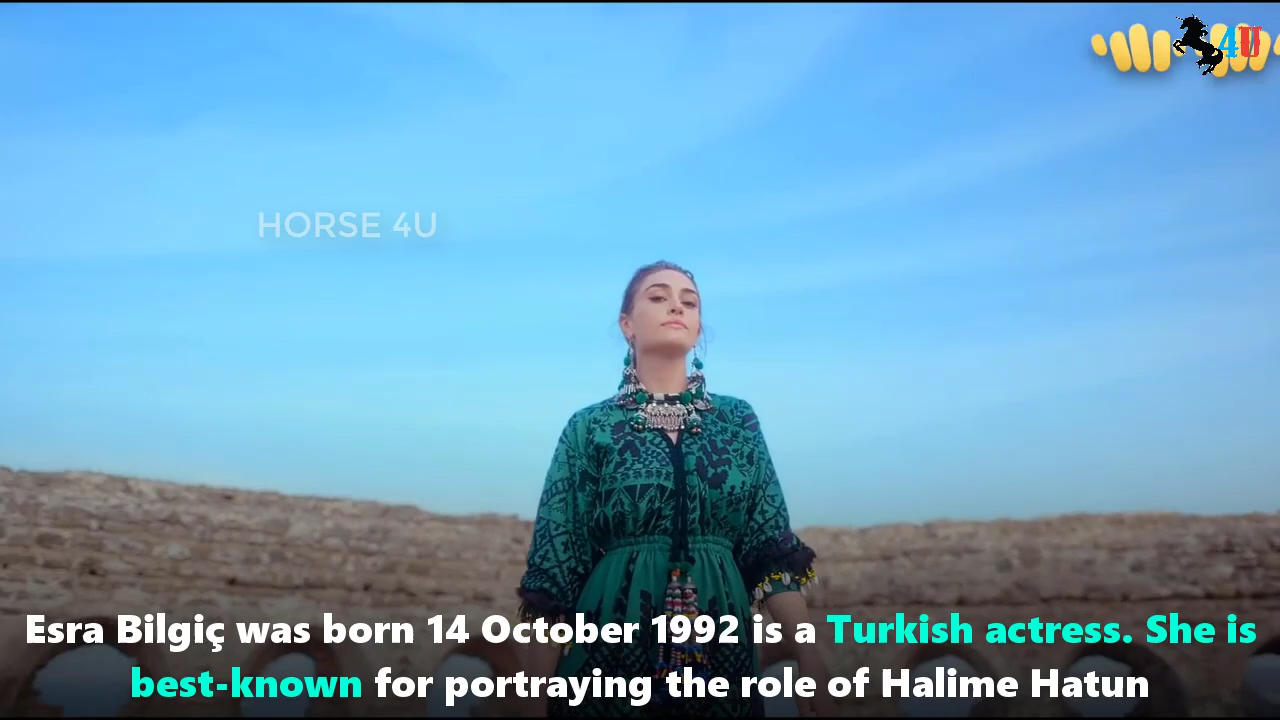 4U
HORSE 4U
Esra Bilgiç was born 14 October 1992 is a Turkish actress. She is
best-known for portraying the role of Halime Hatun